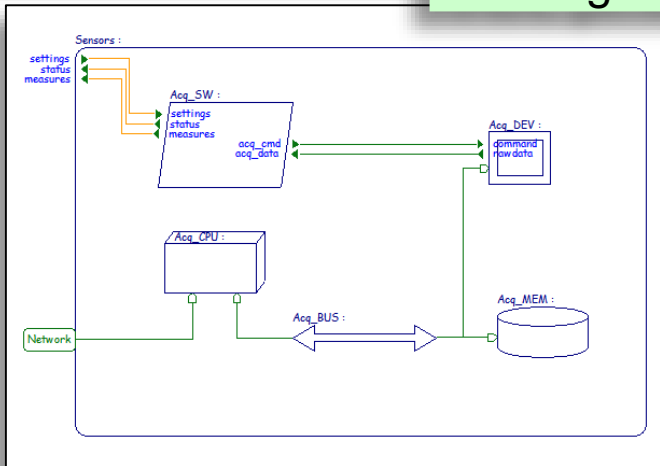 Sensors :
settings
status
measures
Acq_SW :
settings
status
measures
acq_cmd
acq_data
Acq_DEV :
command
rawdata
Acq_CPU :
Acq_BUS :
Acq_MEM :
Network